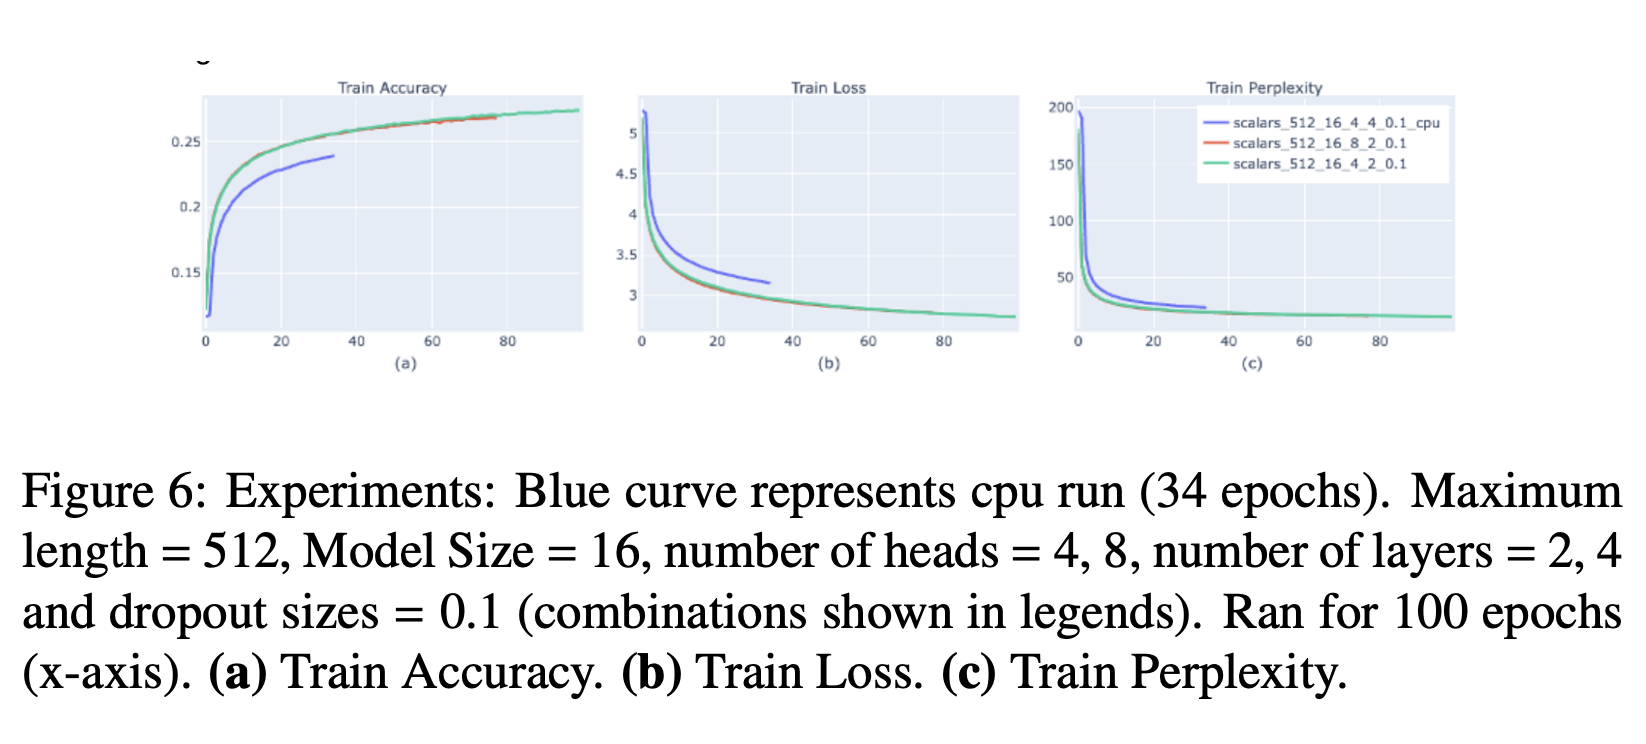 Train Accuracy
0.25
0.2
0.15
0 20 40 60 80
(a)
Train Loss
5
4.5
4
3.5
3
0 20 40 60 80
(b)
Train Perplexity
200
150
100
50
0 20 40 60 80
(c)
scalars_512_16_4_4_0.1_cpu
scalars_512_16_8_2_0.1
scalars_512_16_4_2_0.1
Figure 6: Experiments: Blue curve represents cpu run (34 epochs). Maximum
length = 512, Model Size = 16, number of heads = 4, 8, number of layers = 2, 4
and dropout sizes = 0.1 (combinations shown in legends). Ran for 100 epochs
(x-axis). (a) Train Accuracy. (b) Train Loss. (c) Train Perplexity.